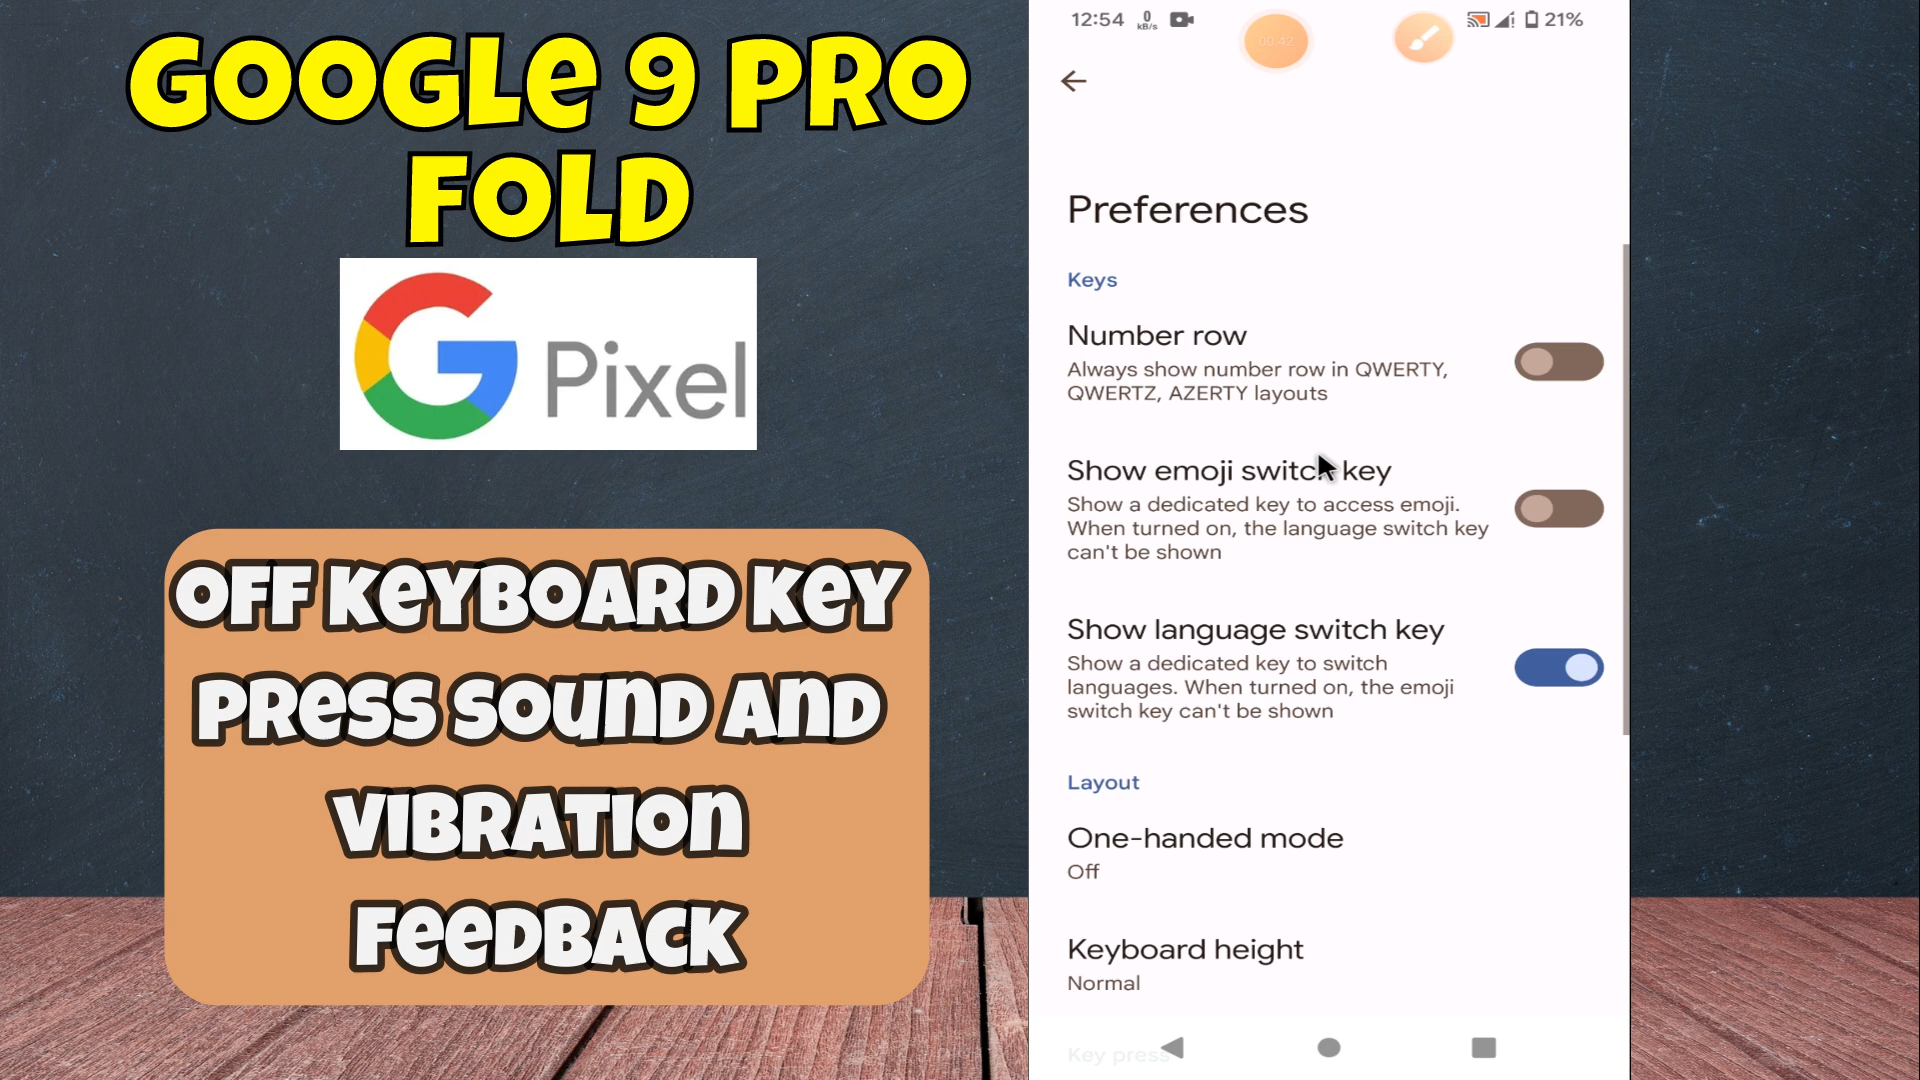 GOOGLe 9 PRO
FOLD
Pixel
OFF KeYBOARD KeY
PReSS SOUnD AnD
VIBRATIOn
FeeDBACK
12:54 0 kB/s 00:42 21%
Preferences
Keys
Number row
Always show number row in QWERTY,
QWERTZ, AZERTY layouts
Show emoji switch key
Show a dedicated key to access emoji.
When turned on, the language switch key
can't be shown
Show language switch key
Show a dedicated key to switch
languages. When turned on, the emoji
switch key can't be shown
Layout
One-handed mode
Off
Keyboard height
Normal
Key press